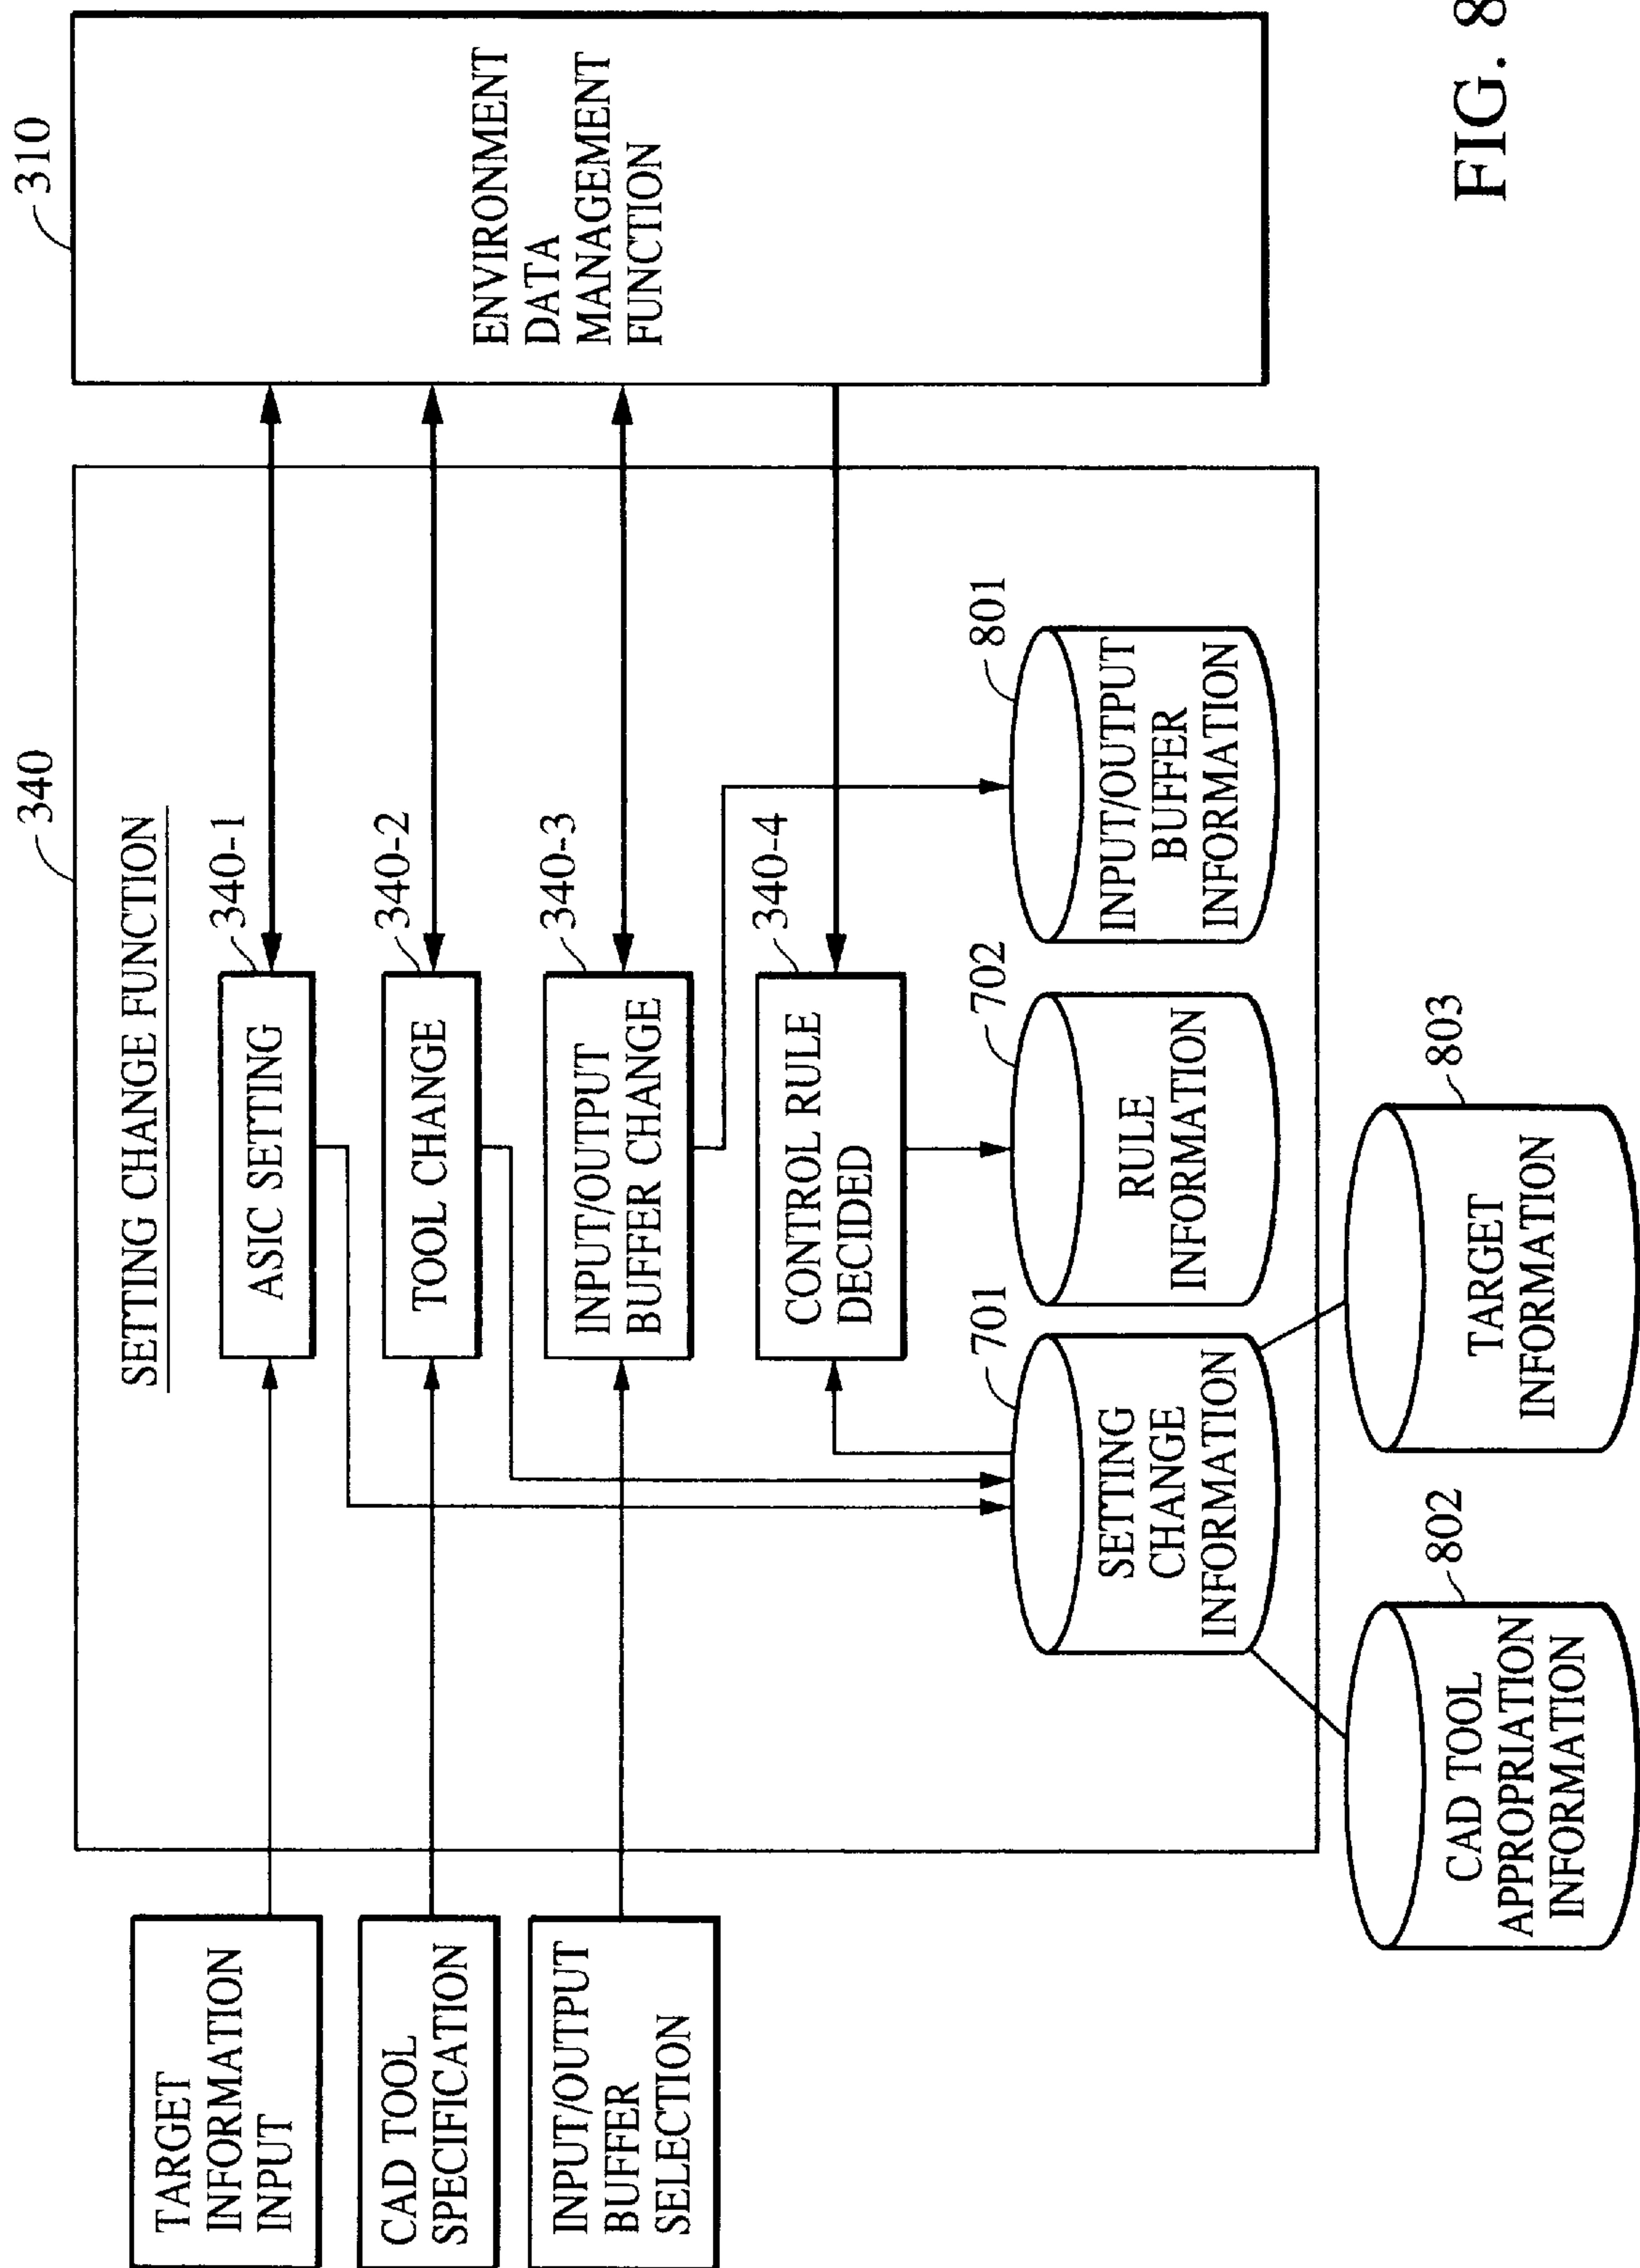 310
ENVIRONMENT
DATA
MANAGEMENT
FUNCTION
340
SETTING CHANGE FUNCTION
340-1
ASIC SETTING
340-2
TOOL CHANGE
340-3
INPUT/OUTPUT
BUFFER CHANGE
340-4
CONTROL RULE
DECIDED
TARGET
INFORMATION
INPUT
CAD TOOL
SPECIFICATION
INPUT/OUTPUT
BUFFER
SELECTION
701
SETTING
CHANGE
INFORMATION
702
RULE
INFORMATION
801
INPUT/OUTPUT
BUFFER
INFORMATION
802
CAD TOOL
APPROPRIATION
INFORMATION
803
TARGET
INFORMATION
FIG. 8